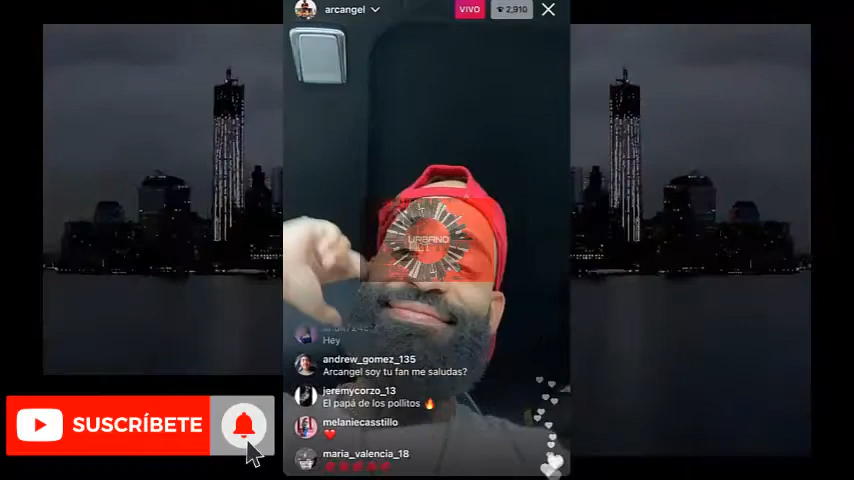 arcangel
VIVO
2,910
URBANO
Hey
andrew_gomez_135
Arcangel soy tu fan me saludas?
jeremycorzo_13
El papá de los pollitos 🔥
melaniecasstillo
❤️
maria_valencia_18
SUSCRÍBETE